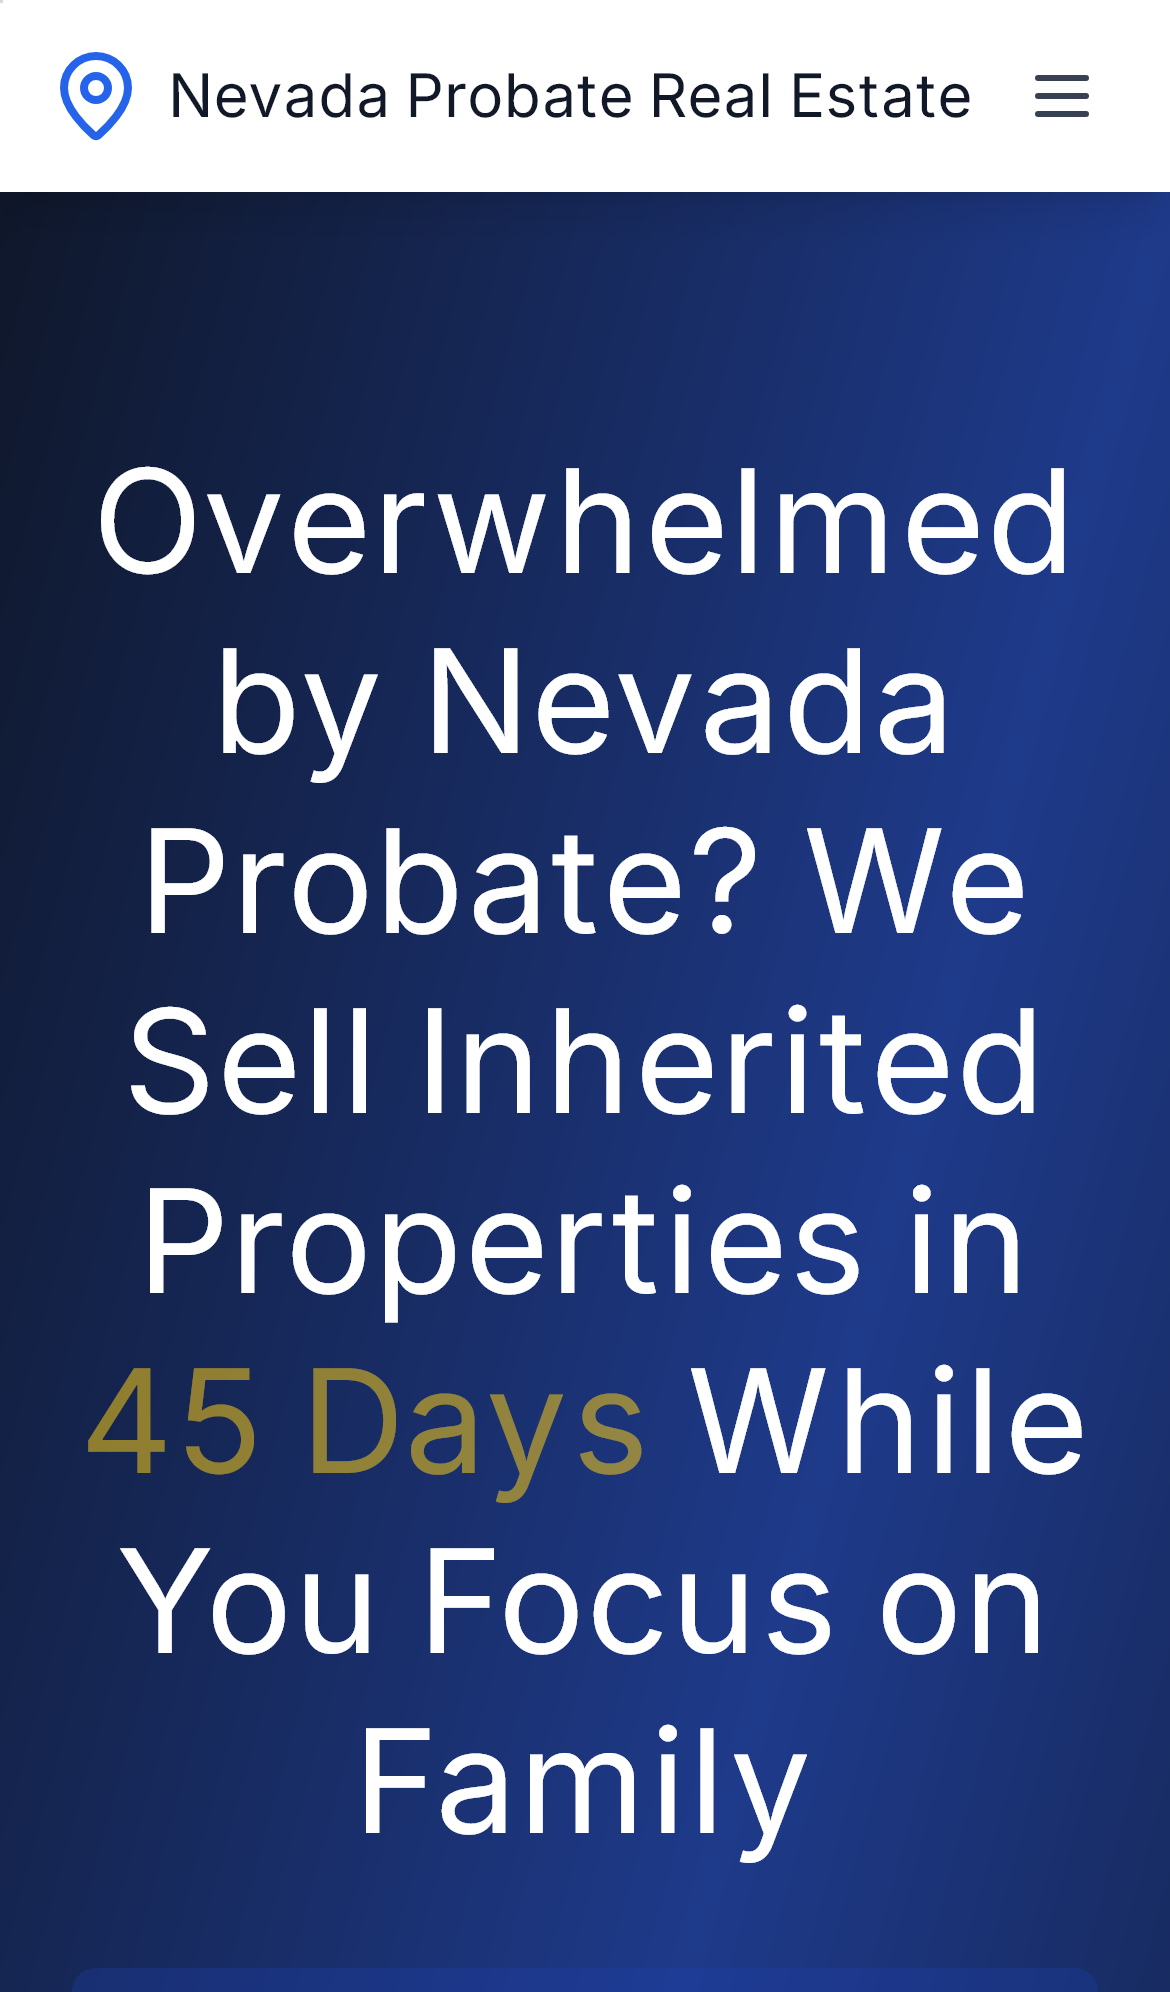 Nevada Probate Real Estate
Overwhelmed
by Nevada
Probate? We
Sell Inherited
Properties in
45 Days While
You Focus on
Family